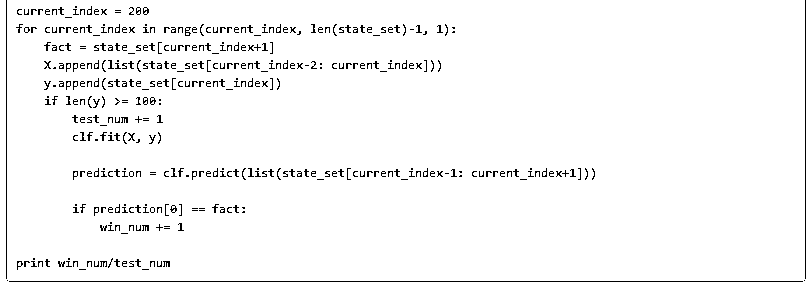 current_index = 200
for current_index in range(current_index, len(state_set)-1, 1):
    fact = state_set[current_index+1]
    X.append(list(state_set[current_index-2: current_index]))
    y.append(state_set[current_index])
    if len(y) >= 100:
        test_num += 1
        clf.fit(X, y)

        prediction = clf.predict(list(state_set[current_index-1: current_index+1]))

        if prediction[0] == fact:
            win_num += 1

print win_num/test_num